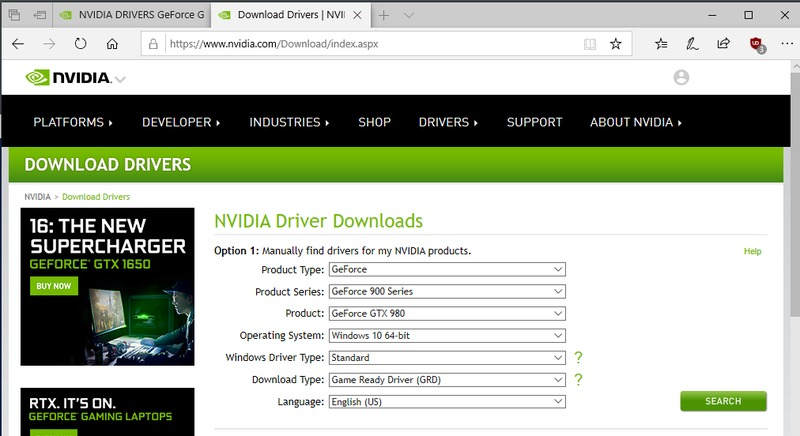 NVIDIA DRIVERS GeForce G
Download Drivers | NVI
https://www.nvidia.com/Download/index.aspx
3
NVIDIA.
PLATFORMS
DEVELOPER
INDUSTRIES
SHOP
DRIVERS
SUPPORT
ABOUT NVIDIA
DOWNLOAD DRIVERS
NVIDIA > Download Drivers
16: THE NEW
SUPERCHARGER
GEFORCE® GTX 1650
BUY NOW
RTX. IT'S ON.
GEFORCE® GAMING LAPTOPS
NVIDIA Driver Downloads
Option 1: Manually find drivers for my NVIDIA products.
Help
Product Type: GeForce
Product Series: GeForce 900 Series
Product: GeForce GTX 980
Operating System: Windows 10 64-bit
Windows Driver Type: Standard ?
Download Type: Game Ready Driver (GRD) ?
Language: English (US)
SEARCH